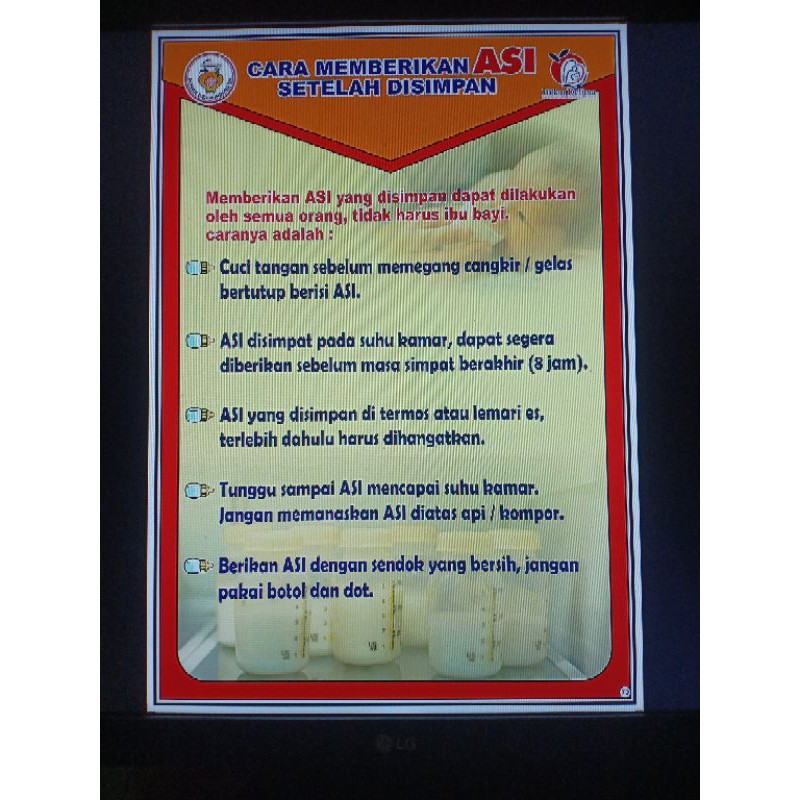 CARA MEMBERIKAN ASI
SETELAH DISIMPAN
Memberikan ASI yang disimpan dapat dilakukan
oleh semua orang, tidak harus ibu bayi.
caranya adalah :
Cuci tangan sebelum memegang cangkir / gelas
bertutup berisi ASI.
ASI disimpat pada suhu kamar, dapat segera
diberikan sebelum masa simpat berakhir (8 jam).
ASI yang disimpan di termos atau lemari es,
terlebih dahulu harus dihangatkan.
Tunggu sampai ASI mencapai suhu kamar.
Jangan memanaskan ASI diatas api / kompor.
Berikan ASI dengan sendok yang bersih, jangan
pakai botol dan dot.
LG